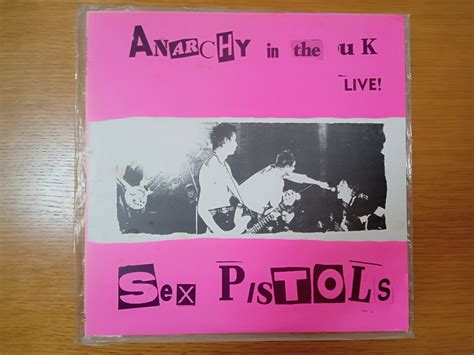 ANARCHY in the uK
LIVE!
Sex PIsTOLs